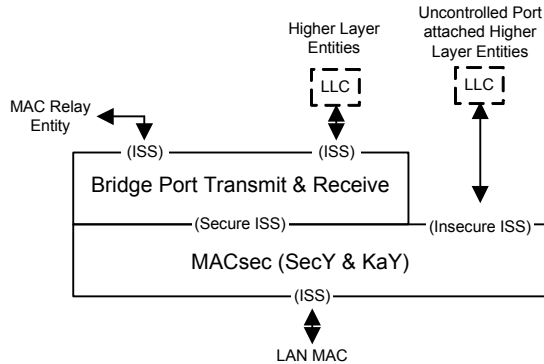 Higher Layer
Entities
Uncontrolled Port
attached Higher
Layer Entities
LLC
LLC
MAC Relay
Entity
(ISS)
(ISS)
Bridge Port Transmit & Receive
(Secure ISS)
(Insecure ISS)
MACsec (SecY & KaY)
(ISS)
LAN MAC